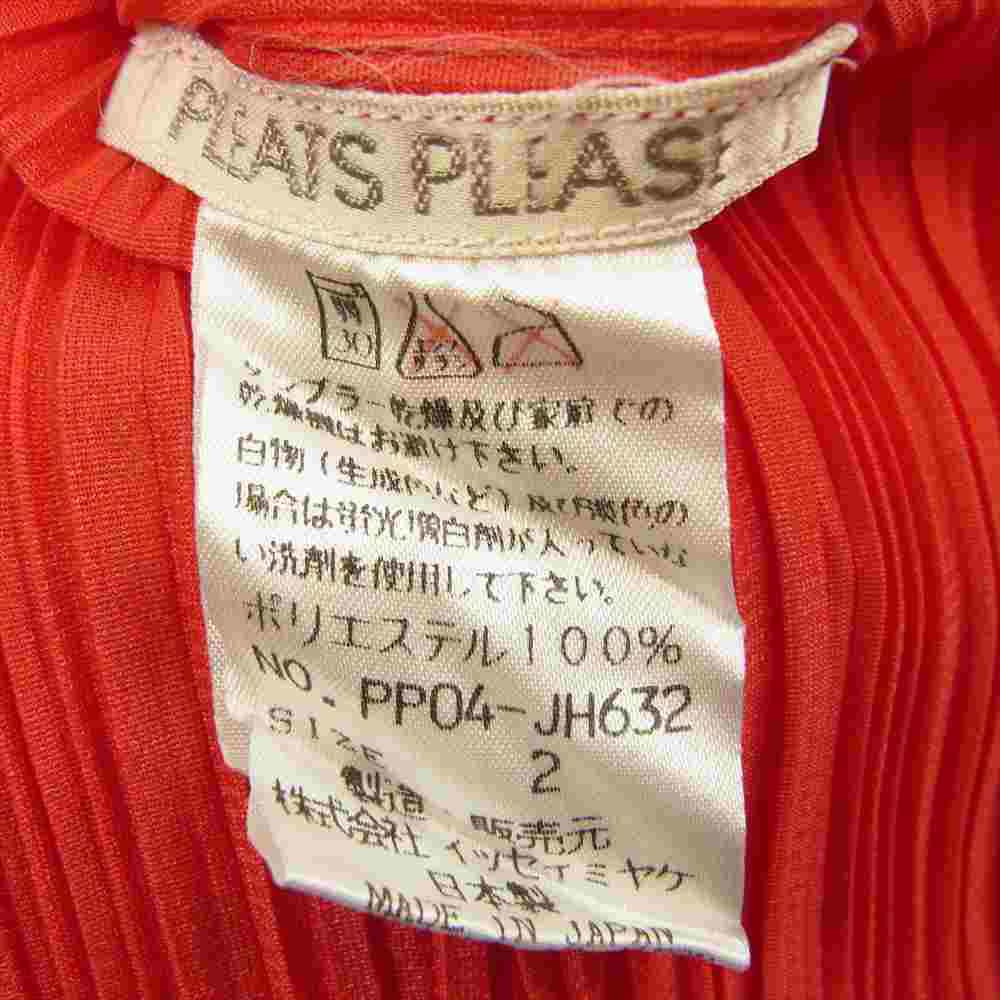 PLEATS PLEASE
30
タンブラー乾燥及び家庭での
乾燥機はお避け下さい。
白物(生成りなど)及び淡色の
場合は蛍光増白剤が入っていな
い洗剤を使用して下さい。
ポリエステル100%
NO. PP04-JH632
SIZE 2
製造 販売元
株式会社 イッセイミヤケ
日本製
MADE IN JAPAN